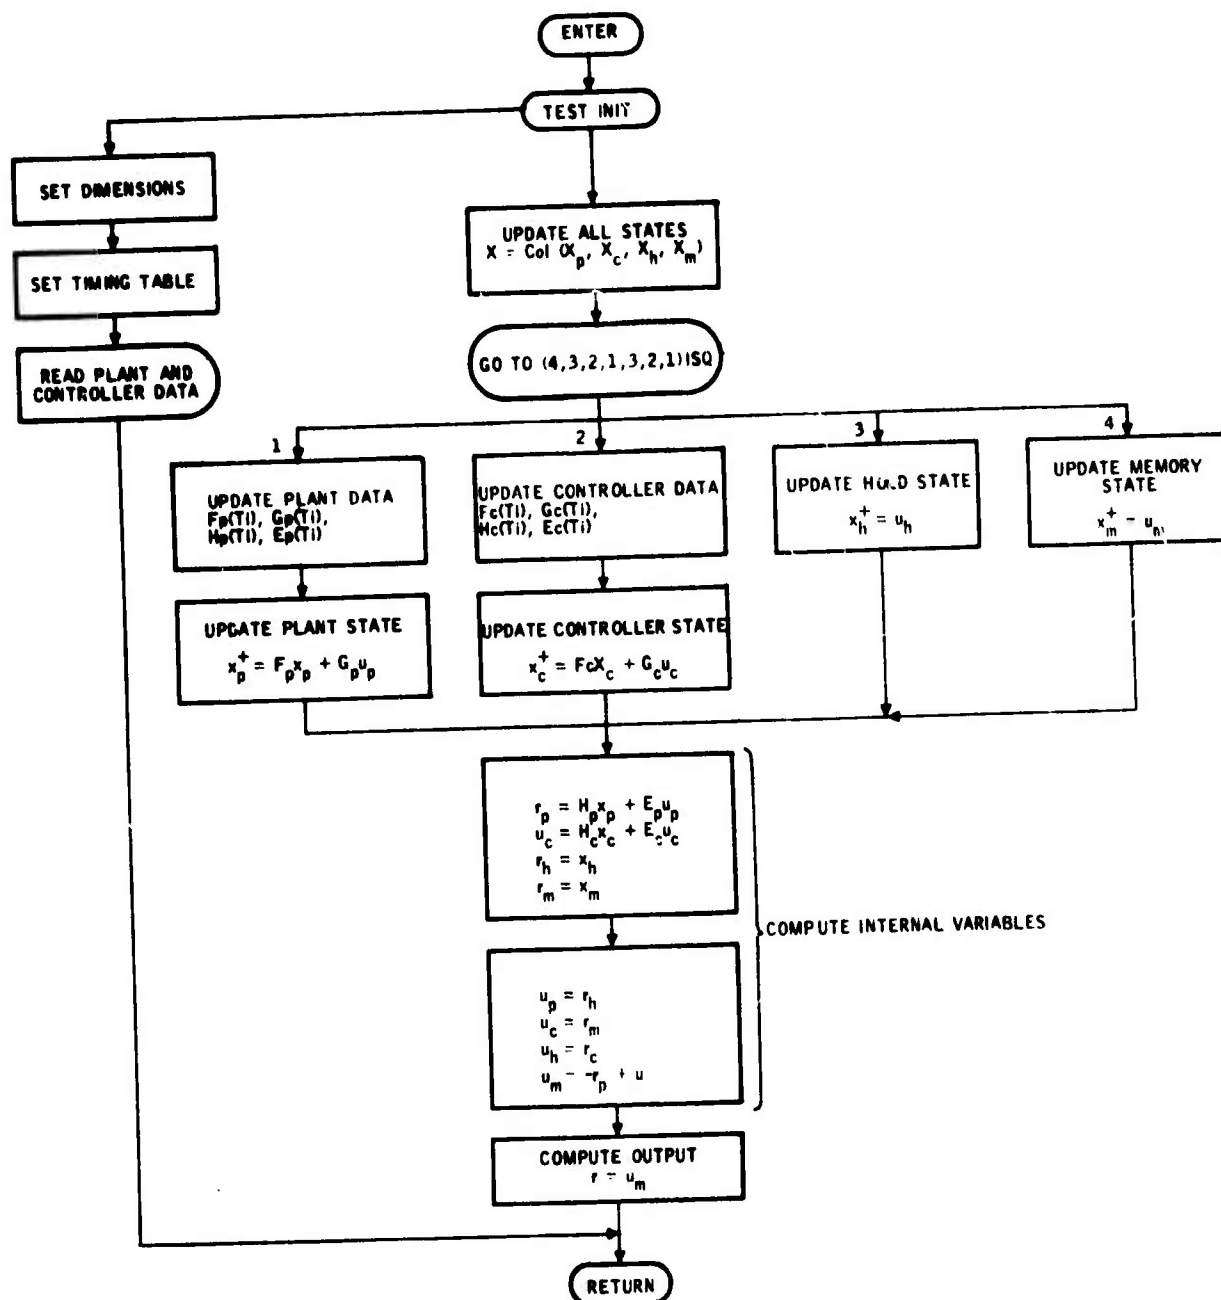 ENTER
TEST INIT
SET DIMENSIONS
SET TIMING TABLE
READ PLANT AND
CONTROLLER DATA
UPDATE ALL STATES
X = Col (X_p, X_c, X_h, X_m)
GO TO (4,3,2,1,3,2,1)ISQ
1
2
3
4
UPDATE PLANT DATA
Fp(Ti), Gp(Ti),
Hp(Ti), Ep(Ti)
UPDATE CONTROLLER DATA
Fc(Ti), Gc(Ti),
Hc(Ti), Ec(Ti)
UPDATE HOLD STATE
x_h^+ = u_h
UPDATE MEMORY
STATE
x_m^+ = u_m
UPDATE PLANT STATE
x_p^+ = F_p x_p + G_p u_p
UPDATE CONTROLLER STATE
x_c^+ = FcX_c + G_c u_c
r_p = H_p x_p + E_p u_p
u_c = H_c x_c + E_c u_c
r_h = x_h
r_m = x_m
COMPUTE INTERNAL VARIABLES
u_p = r_h
u_c = r_m
u_h = r_c
u_m = -r_p + u
COMPUTE OUTPUT
r = u_m
RETURN